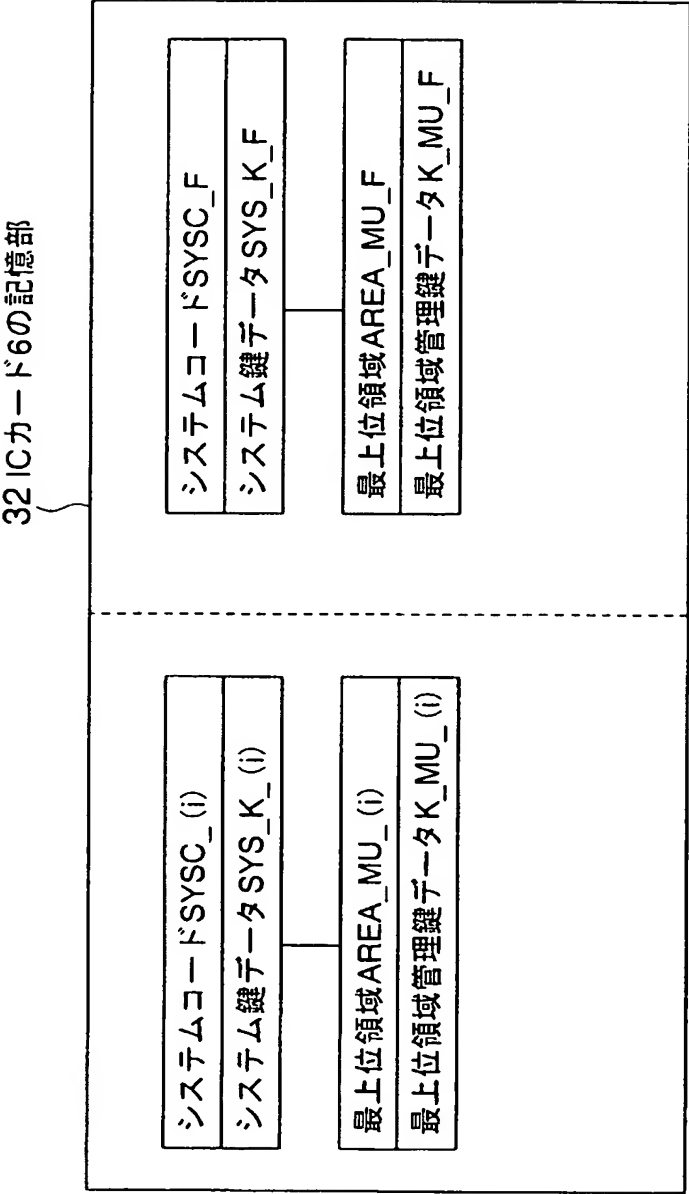 32 ICカード6の記憶部
システムコードSYSC_(i)
システム鍵データSYS_K_(i)
最上位領域AREA_MU_(i)
最上位領域管理鍵データK_MU_(i)
システムコードSYSC_F
システム鍵データSYS_K_F
最上位領域AREA_MU_F
最上位領域管理鍵データK_MU_F